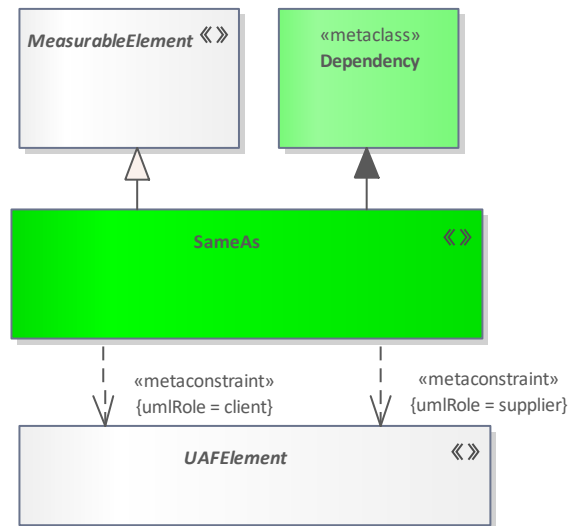 MeasurableElement «»
«metaclass»
Dependency
SameAs «»
«metaconstraint»
{umlRole = client}
«metaconstraint»
{umlRole = supplier}
UAFElement «»